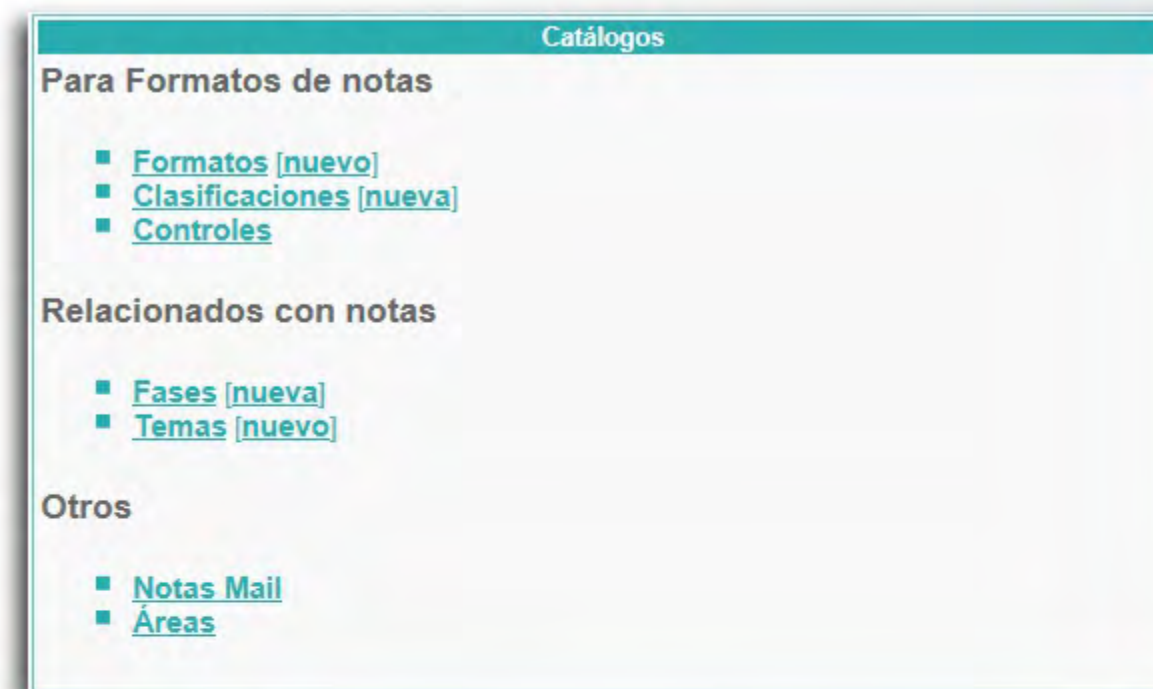 Catálogos
Para Formatos de notas
Formatos [nuevo]
Clasificaciones [nueva]
Controles
Relacionados con notas
Fases [nueva]
Temas [nuevo]
Otros
Notas Mail
Áreas